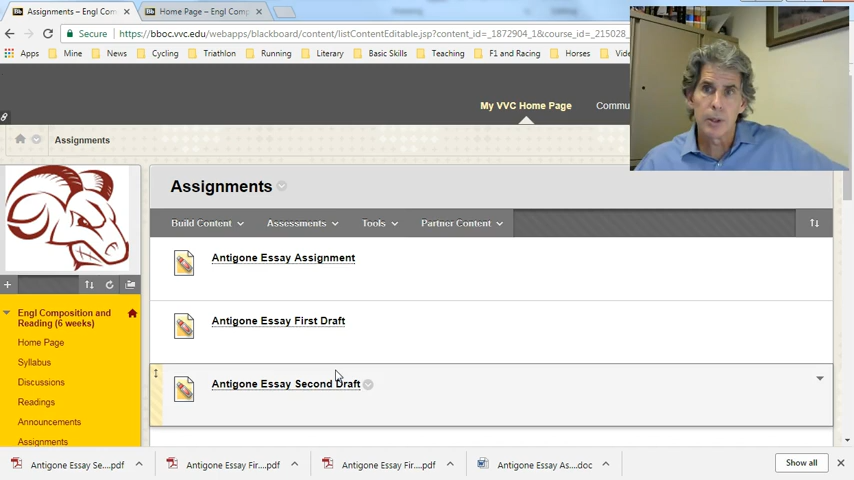 Assignments – Engl Com
Home Page – Engl Compo
Secure
https://bboc.vvc.edu/webapps/blackboard/content/listContentEditable.jsp?content_id=_1872904_1&course_id=_215028_
Apps
Mine
News
Cycling
Triathlon
Running
Literary
Basic Skills
Teaching
F1 and Racing
Horses
Vide
My VVC Home Page
Commu
Assignments
Assignments
Build Content
Assessments
Tools
Partner Content
Antigone Essay Assignment
Antigone Essay First Draft
Antigone Essay Second Draft
Engl Composition and
Reading (6 weeks)
Home Page
Syllabus
Discussions
Readings
Announcements
Assignments
Antigone Essay Se....pdf
Antigone Essay Fir....pdf
Antigone Essay Fir....pdf
Antigone Essay As....doc
Show all